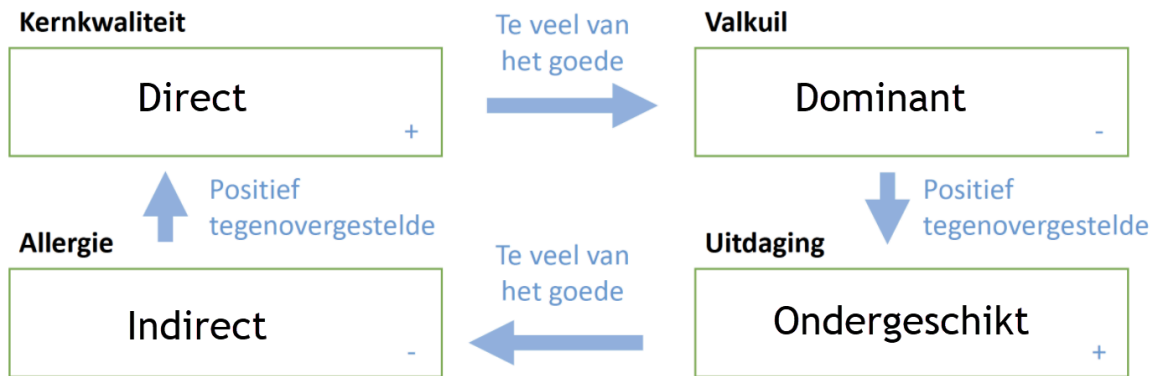 Kernkwaliteit
Te veel van
het goede
Valkuil
Direct
+
Dominant
-
Positief
tegenovergestelde
Positief
tegenovergestelde
Allergie
Te veel van
het goede
Uitdaging
Indirect
-
Ondergeschikt
+